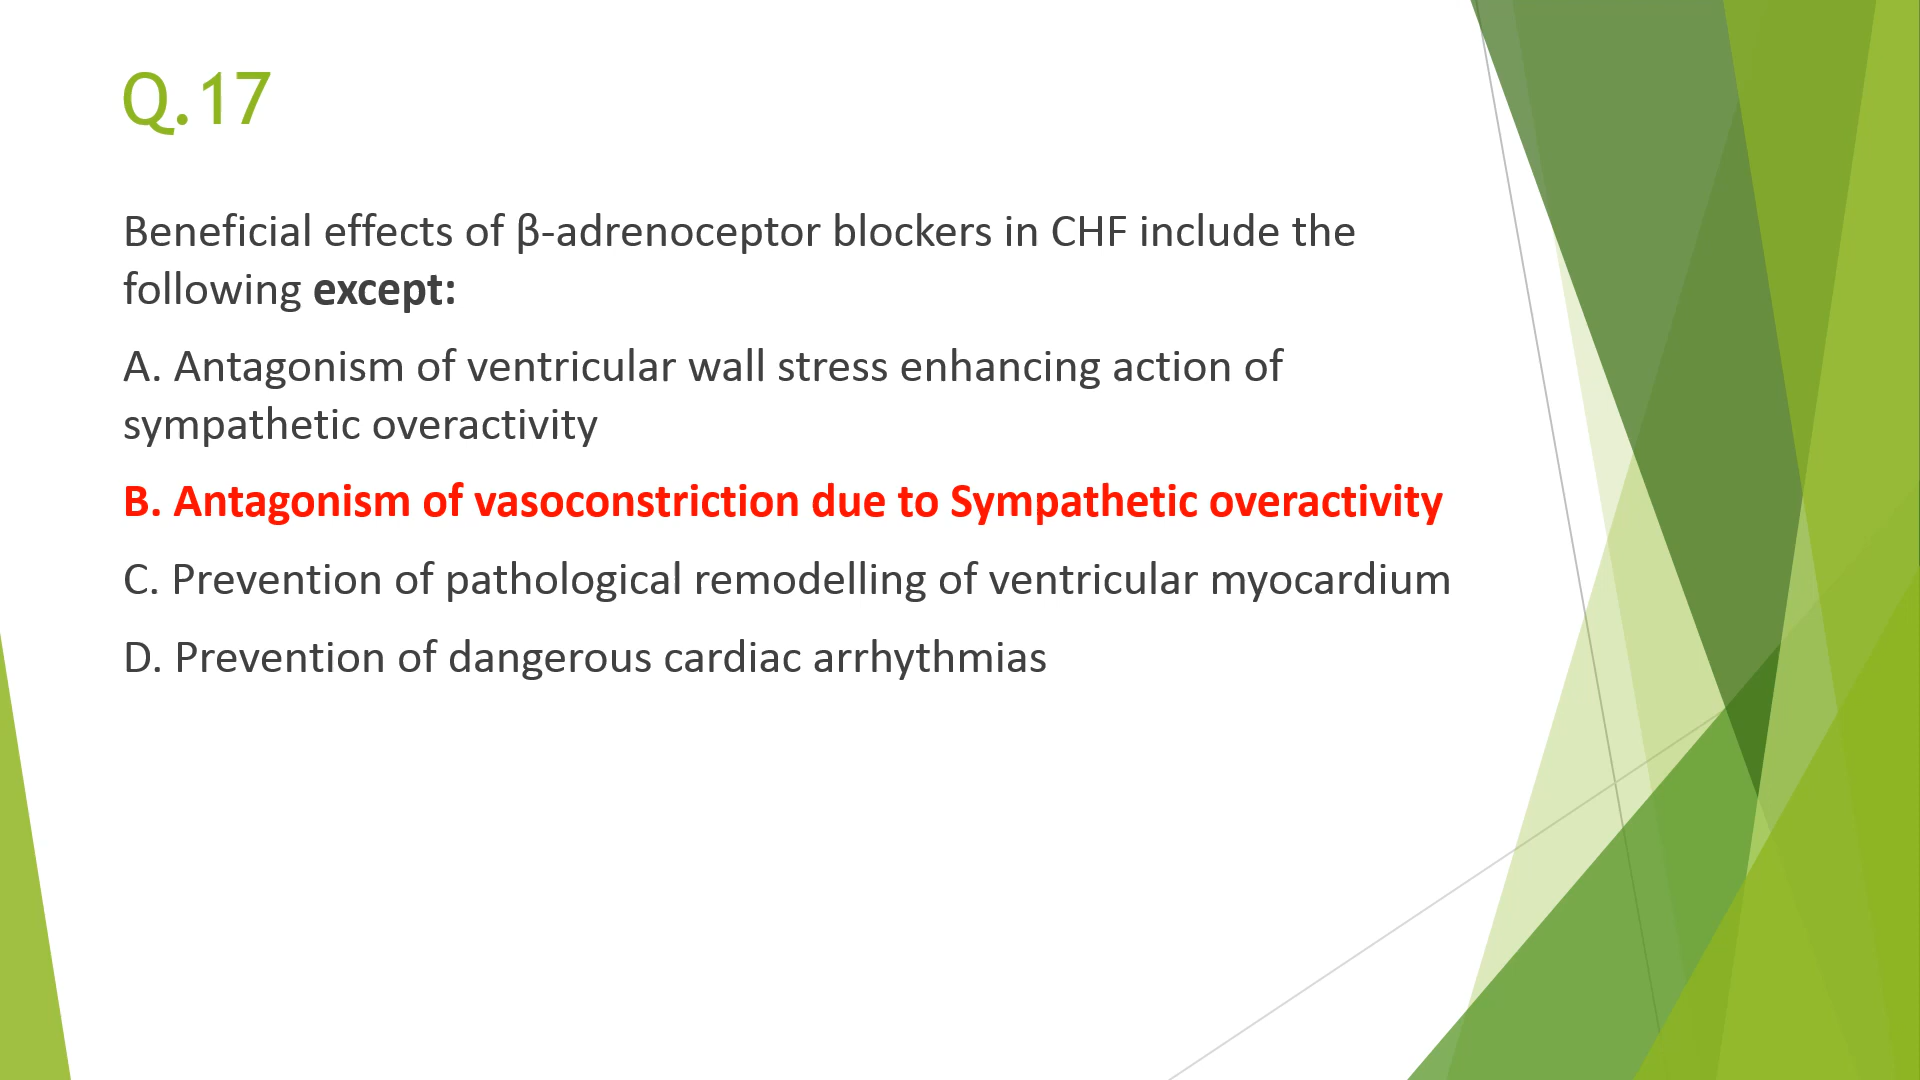 Q.17
Beneficial effects of β-adrenoceptor blockers in CHF include the
following except:
A. Antagonism of ventricular wall stress enhancing action of
sympathetic overactivity
B. Antagonism of vasoconstriction due to Sympathetic overactivity
C. Prevention of pathological remodelling of ventricular myocardium
D. Prevention of dangerous cardiac arrhythmias